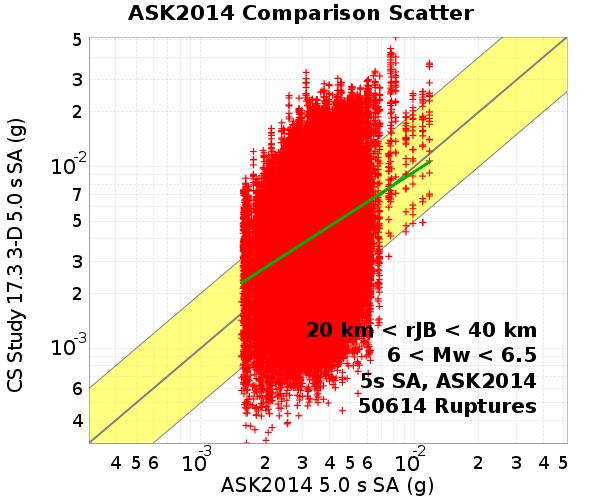 ASK2014 Comparison Scatter
CS Study 17.3 3-D 5.0 s SA (g)
5
3
2
10-2
7
5
3
2
10-3
6
4
20 km < rJB < 40 km
6 < Mw < 6.5
5s SA, ASK2014
50614 Ruptures
4 5 6 10-3 2 3 4 5 6 10-2 2 3 4 5
ASK2014 5.0 s SA (g)